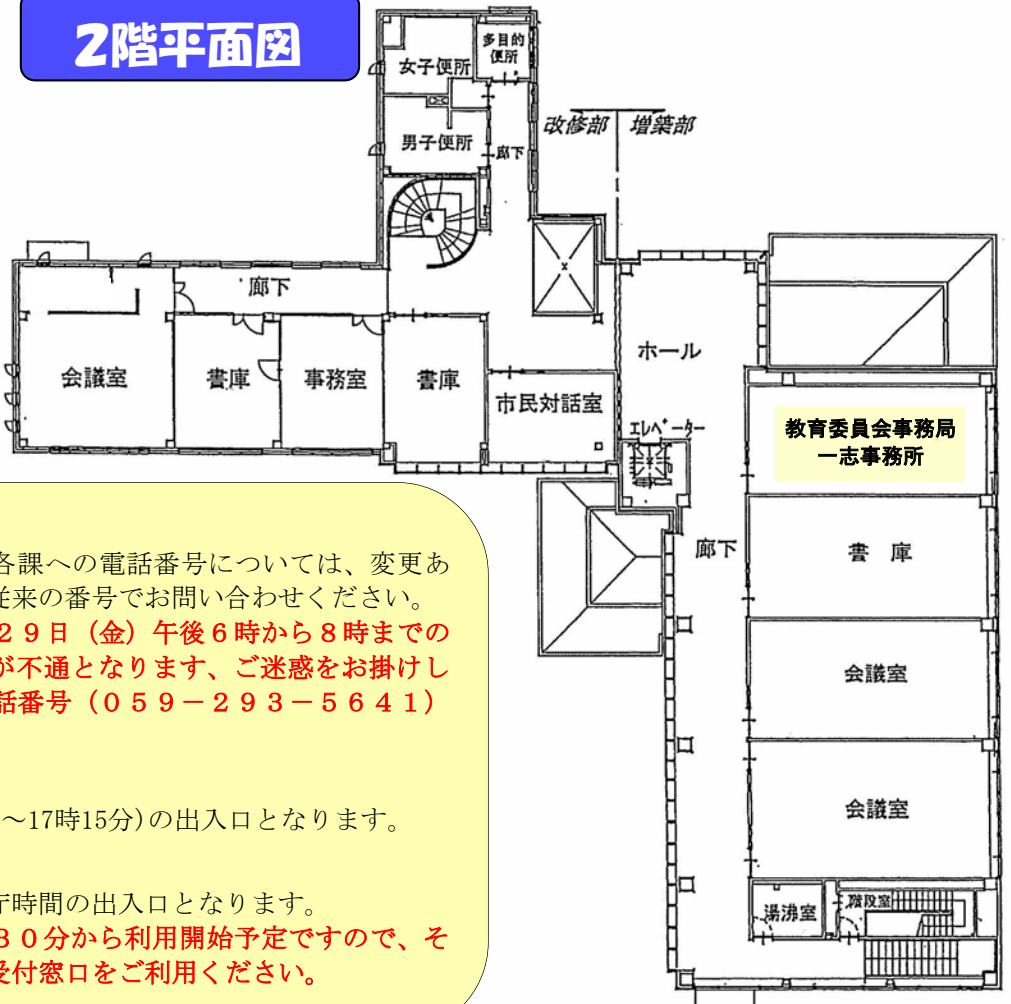 2階平面図
多目的
便所
女子便所
男子便所
廊下
改修部 増築部
廊下
ホール
会議室
書庫
事務室
書庫
市民対話室
エレベーター
教育委員会事務局
一志事務所
廊下
書庫
会議室
会議室
湯沸室
階段室
各課への電話番号については、変更あ
従来の番号でお問い合わせください。
29日（金）午後6時から8時までの
が不通となります、ご迷惑をお掛けし
話番号（059－293－5641）
～17時15分)の出入口となります。
庁時間の出入口となります。
30分から利用開始予定ですので、そ
受付窓口をご利用ください。